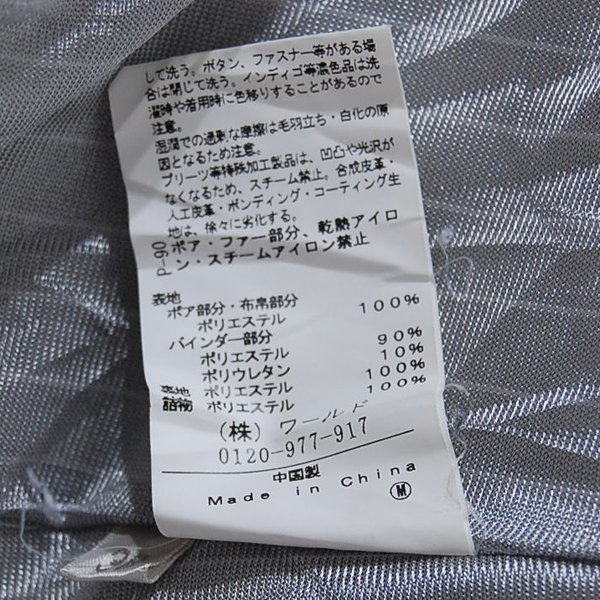 して洗う。ボタン、ファスナー等がある場
合は閉じて洗う。インディゴ等濃色品は洗
濯時や着用時に色移りすることがあるので
注意。
湿潤での過剰な摩擦は毛羽立ち・白化の原
因となるため注意。
プリーツ等特殊加工製品は、凹凸や光沢が
なくなるため、スチーム禁止。合成皮革・
人工皮革・ボンディング・コーティング生
地は、徐々に劣化する。
P-90
ボア・ファー部分、乾熱アイロ
ン・スチームアイロン禁止
表地
ボア部分・布帛部分
ポリエステル 100%
バインダー部分
ポリエステル 90%
ポリウレタン 10%
裏地 ポリエステル 100%
詰物 ポリエステル 100%
(株) ワールド
0120-977-917
中国製
Made in China
M